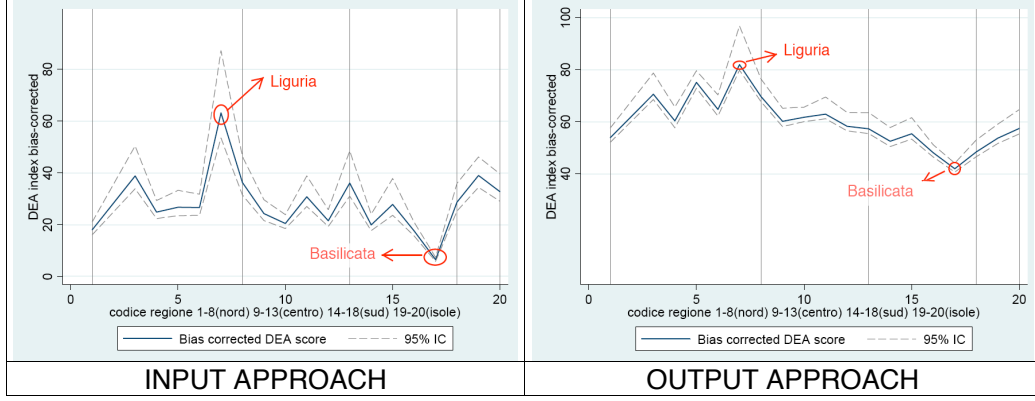 DEA index bias-corrected
80
60
40
20
0
Liguria
Basilicata
0 5 10 15 20
codice regione 1-8(nord) 9-13(centro) 14-18(sud) 19-20(isole)
Bias corrected DEA score 95% IC
INPUT APPROACH
DEA index bias-corrected
100
80
60
40
Liguria
Basilicata
0 5 10 15 20
codice regione 1-8(nord) 9-13(centro) 14-18(sud) 19-20(isole)
Bias corrected DEA score 95% IC
OUTPUT APPROACH